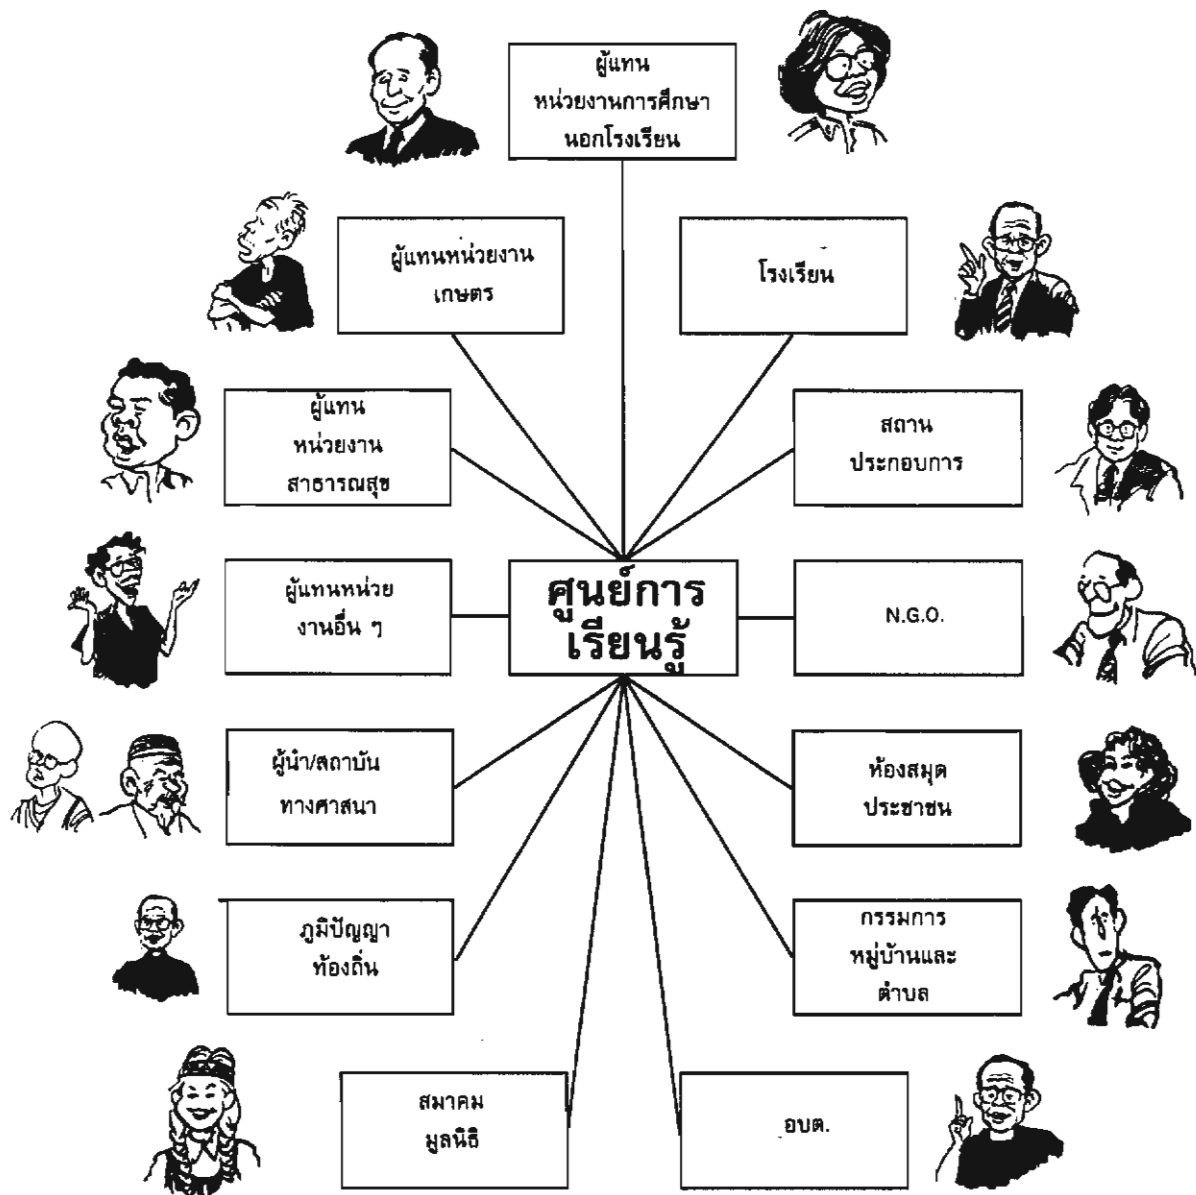 ผู้แทน
หน่วยงานการศึกษา
นอกโรงเรียน
ผู้แทนหน่วยงาน
เกษตร
โรงเรียน
ผู้แทน
หน่วยงาน
สาธารณสุข
สถาน
ประกอบการ
ผู้แทนหน่วย
งานอื่น ๆ
ศูนย์การ
เรียนรู้
N.G.O.
ผู้นำ/สถาบัน
ทางศาสนา
ห้องสมุด
ประชาชน
ภูมิปัญญา
ท้องถิ่น
กรรมการ
หมู่บ้านและ
ตำบล
สมาคม
มูลนิธิ
อบต.